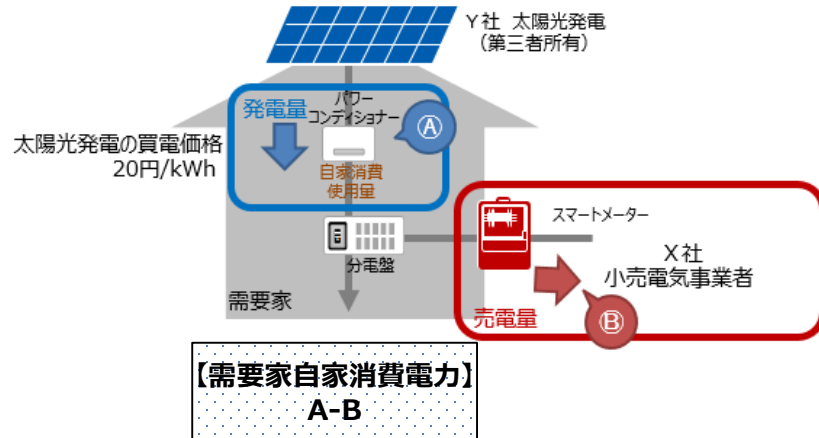 Y社 太陽光発電
（第三者所有）
発電量
パワー
コンディショナー
Ⓐ
太陽光発電の買電価格
20円/kWh
自家消費
使用量
スマートメーター
X社
小売電気事業者
分電盤
需要家
売電量
Ⓑ
【需要家自家消費電力】
A-B